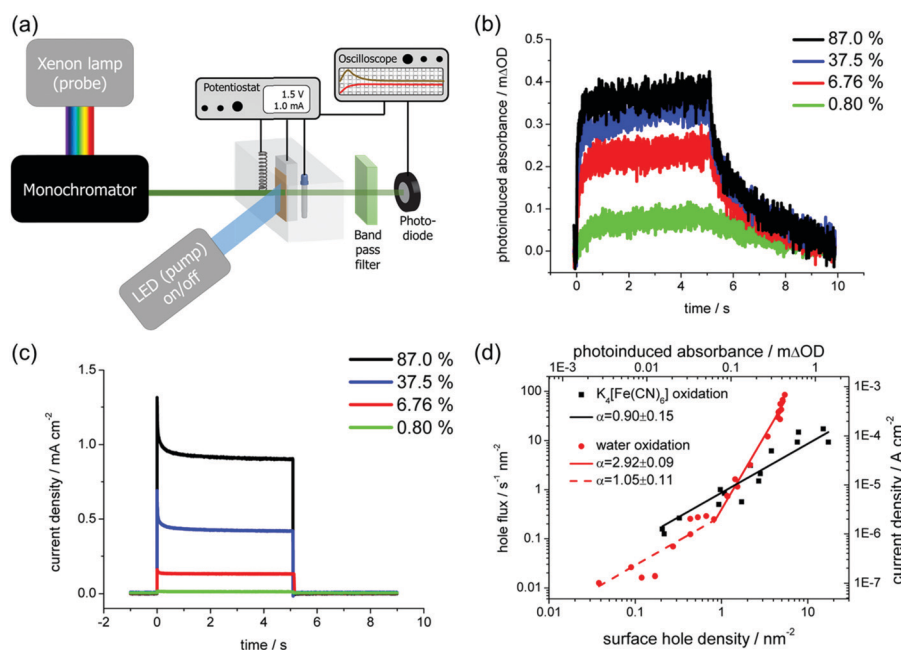 (a)
Xenon lamp
(probe)
Monochromator
LED (pump)
on/off
Potentiostat
1.5 V
1.0 mA
Oscilloscope
Band
pass
filter
Photo-
diode
(b)
photoinduced absorbance / mΔOD
0.4
0.3
0.2
0.1
0.0
0 2 4 6 8 10
time / s
87.0 %
37.5 %
6.76 %
0.80 %
(c)
current density / mA cm-2
1.5
1.0
0.5
0.0
-2 0 2 4 6 8 10
time / s
87.0 %
37.5 %
6.76 %
0.80 %
(d)
photoinduced absorbance / mΔOD
1E-3 0.01 0.1 1
hole flux / s-1 nm-2
100
10
1
0.1
0.01
K4[Fe(CN)6] oxidation
α=0.90±0.15
water oxidation
α=2.92±0.09
α=1.05±0.11
1E-3
1E-4
1E-5
1E-6
1E-7
current density / A cm-2
0.01 0.1 1 10
surface hole density / nm-2